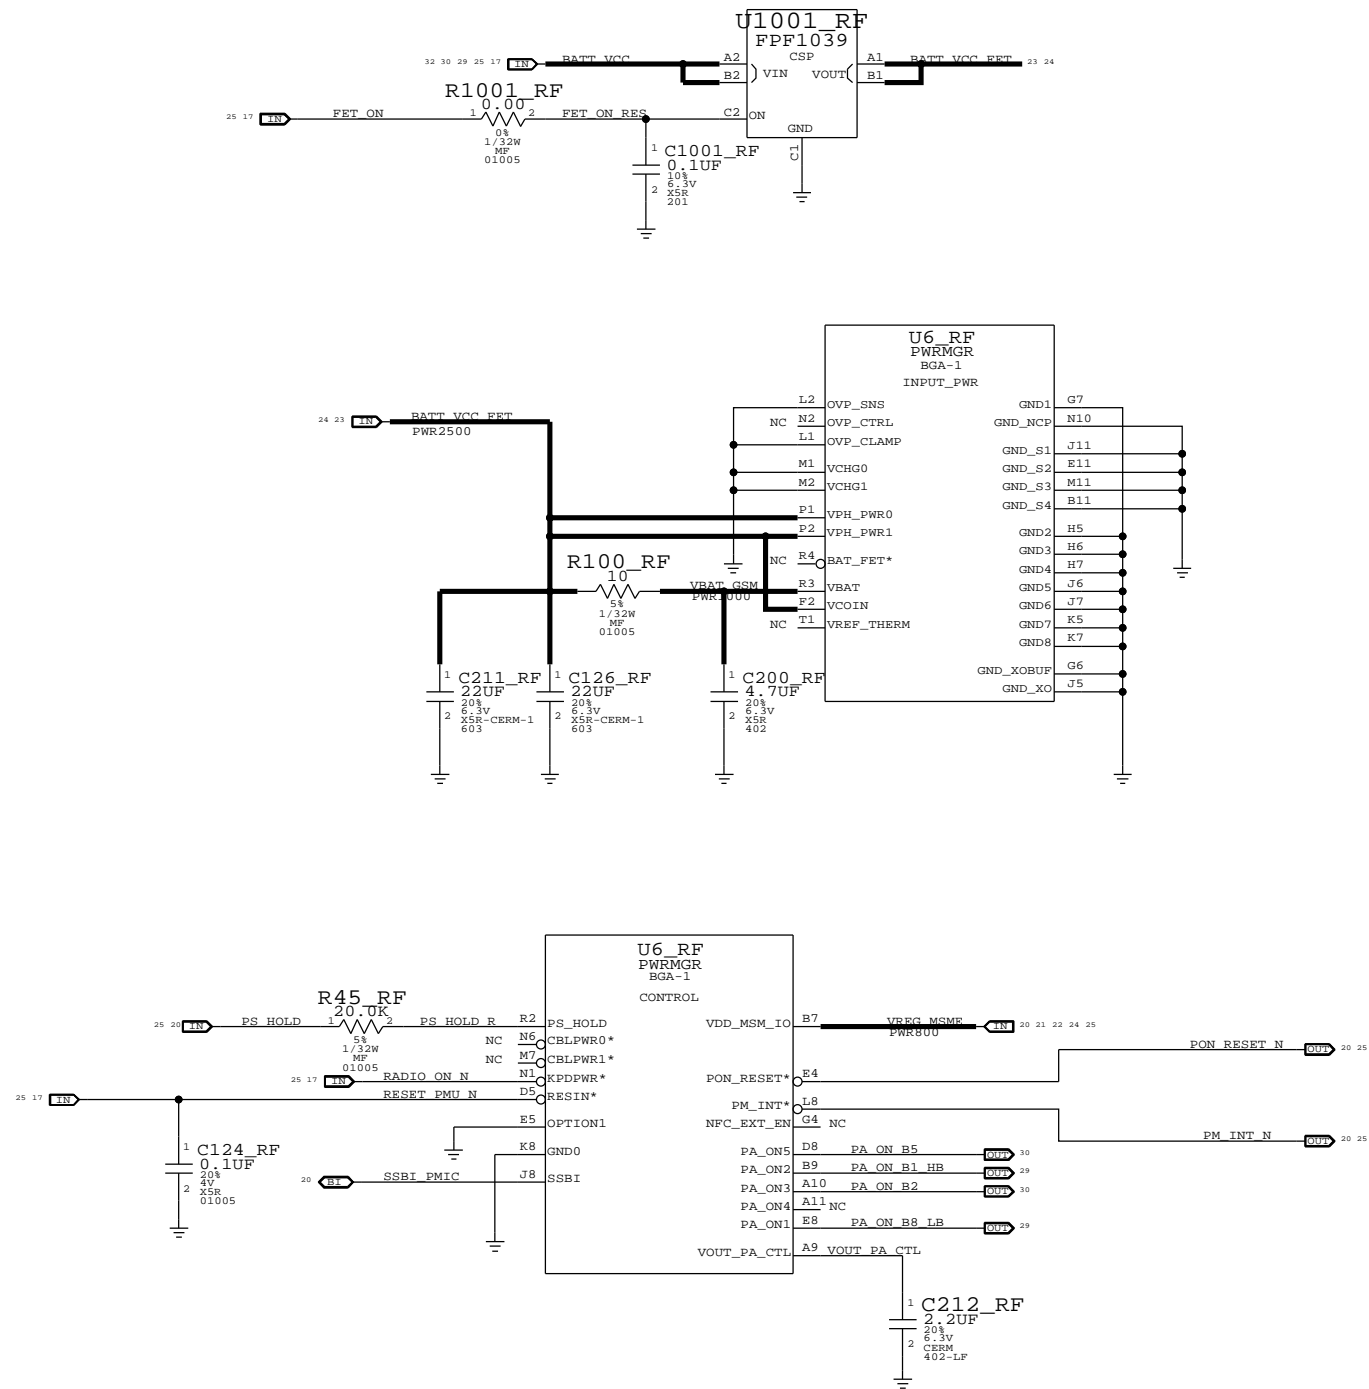 U1001_RF
FPF1039
CSP
32 30 29 25 17 IN BATT_VCC A2 VIN VOUT A1 BATT_VCC_FET 23 24
B2 B1
R1001_RF
0.00
25 17 IN FET_ON 1 2 FET_ON_RES C2 ON
0%
1/32W
MF
01005
GND
C1
1 C1001_RF
0.1UF
10%
6.3V
2 X5R
201
U6_RF
PWRMGR
BGA-1
INPUT_PWR
24 23 IN BATT_VCC_FET
PWR2500
L2 OVP_SNS
NC N2 OVP_CTRL
L1 OVP_CLAMP
M1 VCHG0
M2 VCHG1
P1 VPH_PWR0
P2 VPH_PWR1
NC R4 BAT_FET*
R3 VBAT
F2 VCOIN
NC T1 VREF_THERM
GND1 G7
GND_NCP N10
GND_S1 J11
GND_S2 E11
GND_S3 M11
GND_S4 B11
GND2 H5
GND3 H6
GND4 H7
GND5 J6
GND6 J7
GND7 K5
GND8 K7
GND_XOBUF G6
GND_XO J5
R100_RF
10
5%
1/32W
MF
01005
VBAT_GSM
PWR1000
1 C211_RF
22UF
20%
6.3V
2 X5R-CERM-1
603
1 C126_RF
22UF
20%
6.3V
2 X5R-CERM-1
603
1 C200_RF
4.7UF
20%
6.3V
2 X5R
402
U6_RF
PWRMGR
BGA-1
CONTROL
R45_RF
20.0K
25 20 IN PS_HOLD 1 2 PS_HOLD_R R2 PS_HOLD
5%
1/32W
MF
01005
NC N6 CBLPWR0*
NC M7 CBLPWR1*
25 17 IN RADIO_ON_N N1 KPDPWR*
25 17 IN RESET_PMU_N D5 RESIN*
E5 OPTION1
K8 GND0
20 BI SSBI_PMIC J8 SSBI
1 C124_RF
0.1UF
20%
4V
2 X5R
01005
VDD_MSM_IO B7 VREG_MSME IN 20 21 22 24 25
PWR800
PON_RESET* E4 PON_RESET_N OUT 20 25
PM_INT* L8 PM_INT_N OUT 20 25
NFC_EXT_EN G4 NC
PA_ON5 D8 PA_ON_B5 OUT 30
PA_ON2 B9 PA_ON_B1_HB OUT 29
PA_ON3 A10 PA_ON_B2 OUT 30
PA_ON4 A11 NC
PA_ON1 E8 PA_ON_B8_LB OUT 29
VOUT_PA_CTL A9 VOUT_PA_CTL
1 C212_RF
2.2UF
20%
6.3V
2 CERM
402-LF